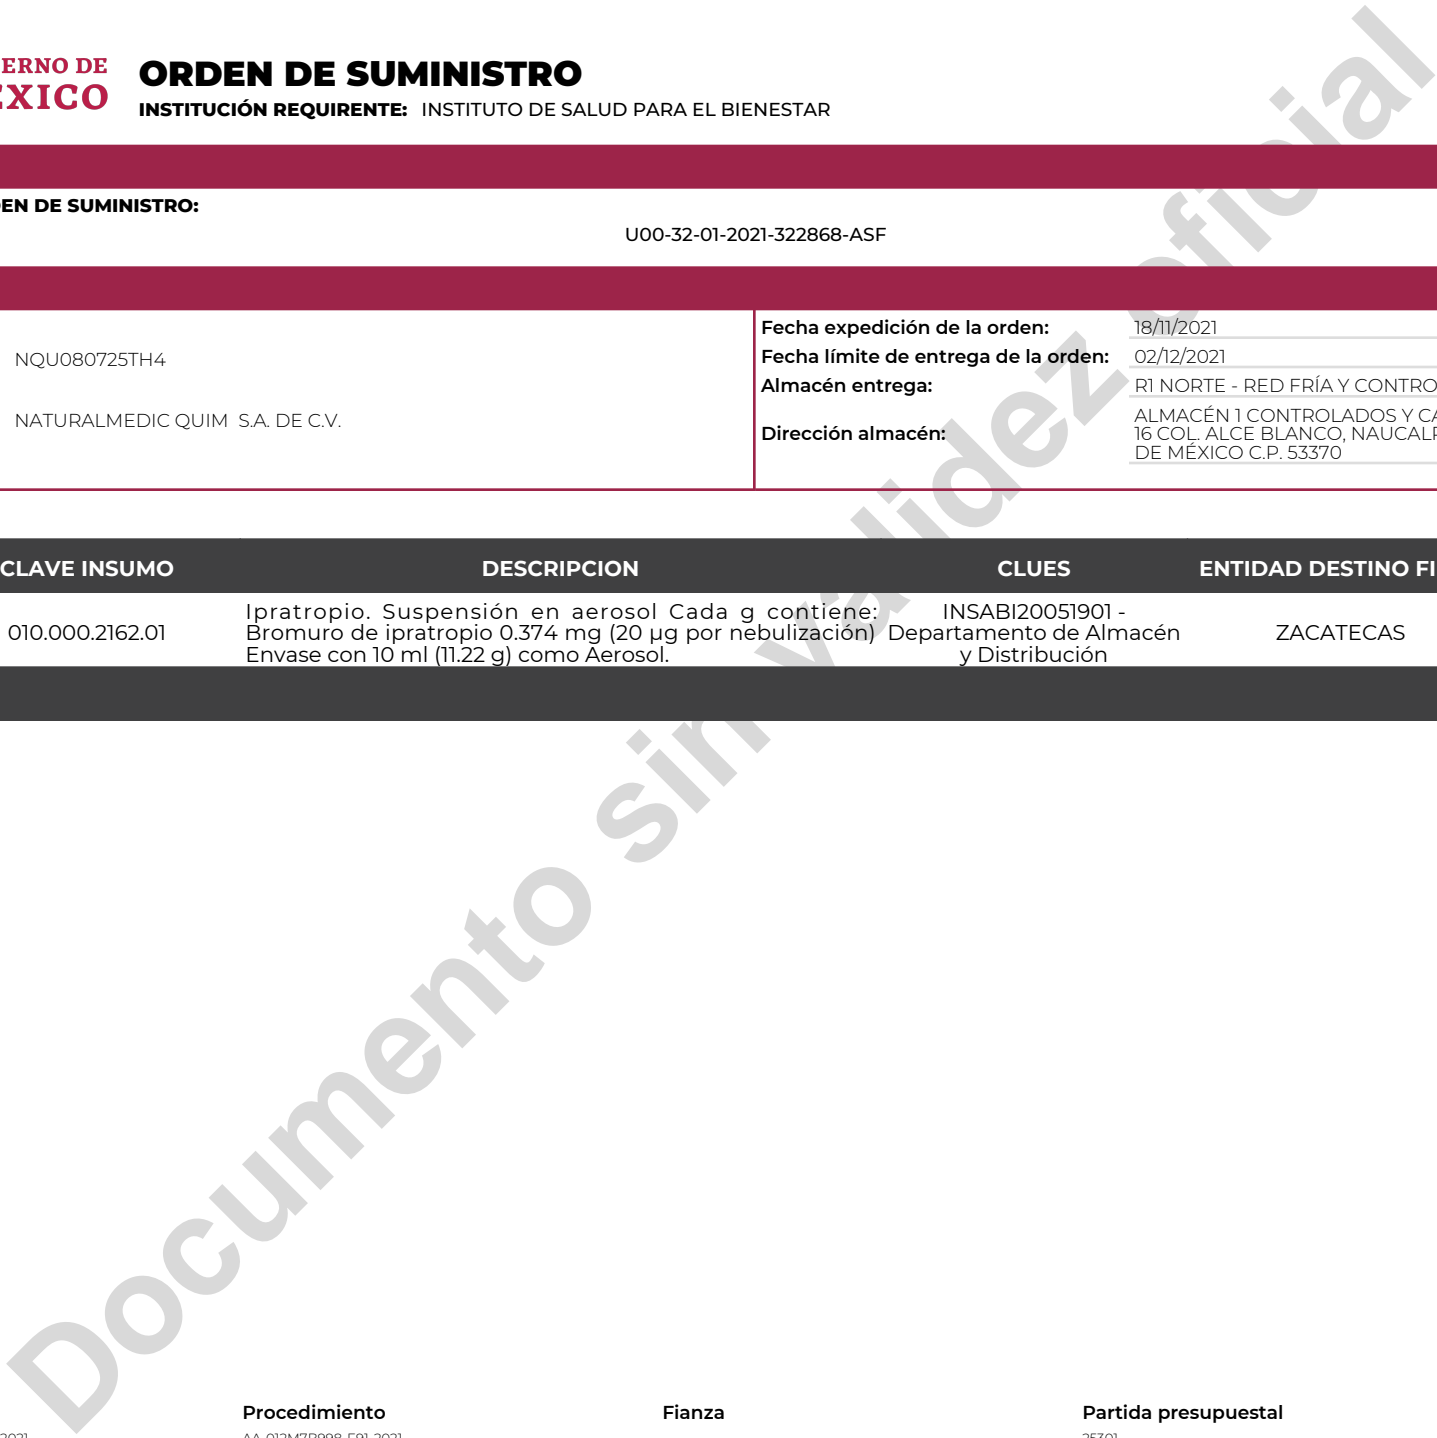 ERNO DE
ÉXICO
ORDEN DE SUMINISTRO
INSTITUCIÓN REQUIRENTE: INSTITUTO DE SALUD PARA EL BIENESTAR
EN DE SUMINISTRO:
U00-32-01-2021-322868-ASF
NQU080725TH4
NATURALMEDIC QUIM S.A. DE C.V.
Fecha expedición de la orden: 18/11/2021
Fecha límite de entrega de la orden: 02/12/2021
Almacén entrega: R1 NORTE - RED FRÍA Y CONTRO
Dirección almacén: ALMACÉN 1 CONTROLADOS Y CA
16 COL. ALCE BLANCO, NAUCALP
DE MÉXICO C.P. 53370
CLAVE INSUMO DESCRIPCION CLUES ENTIDAD DESTINO FI
010.000.2162.01
Ipratropio. Suspensión en aerosol Cada g contiene:
Bromuro de ipratropio 0.374 mg (20 µg por nebulización)
Envase con 10 ml (11.22 g) como Aerosol.
INSABI20051901 -
Departamento de Almacén
y Distribución
ZACATECAS
Documento sin validez oficial
Procedimiento Fianza Partida presupuestal